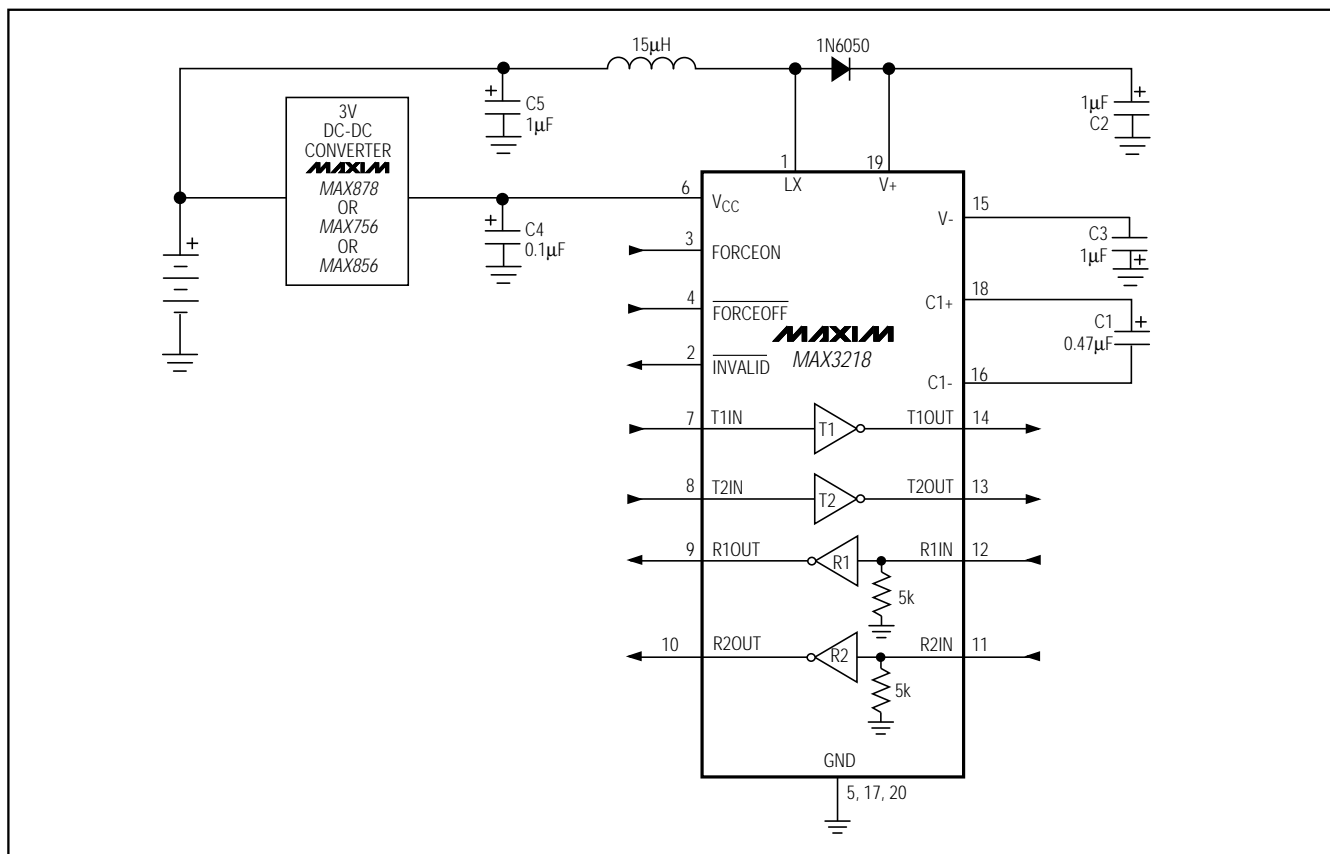 15µH
1N6050
+
C5
1µF
+
1µF
C2
3V
DC-DC
CONVERTER
MAXIM
MAX878
OR
MAX756
OR
MAX856
1
LX
19
V+
6
VCC
+
C4
0.1µF
+
15
V-
C3
1µF
+
3
FORCEON
4
FORCEOFF
18
C1+
+
C1
0.47µF
MAXIM
MAX3218
2
INVALID
16
C1-
7
T1IN
T1
T1OUT
14
8
T2IN
T2
T2OUT
13
9
R1OUT
R1
R1IN
12
5k
10
R2OUT
R2
R2IN
11
5k
GND
5, 17, 20